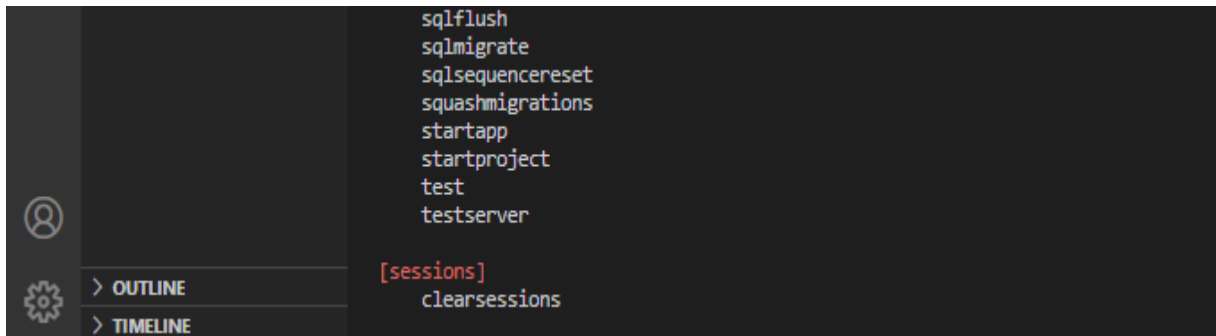 sqlflush
sqlmigrate
sqlsequencereset
squashmigrations
startapp
startproject
test
testserver
[sessions]
clearsessions
OUTLINE
TIMELINE